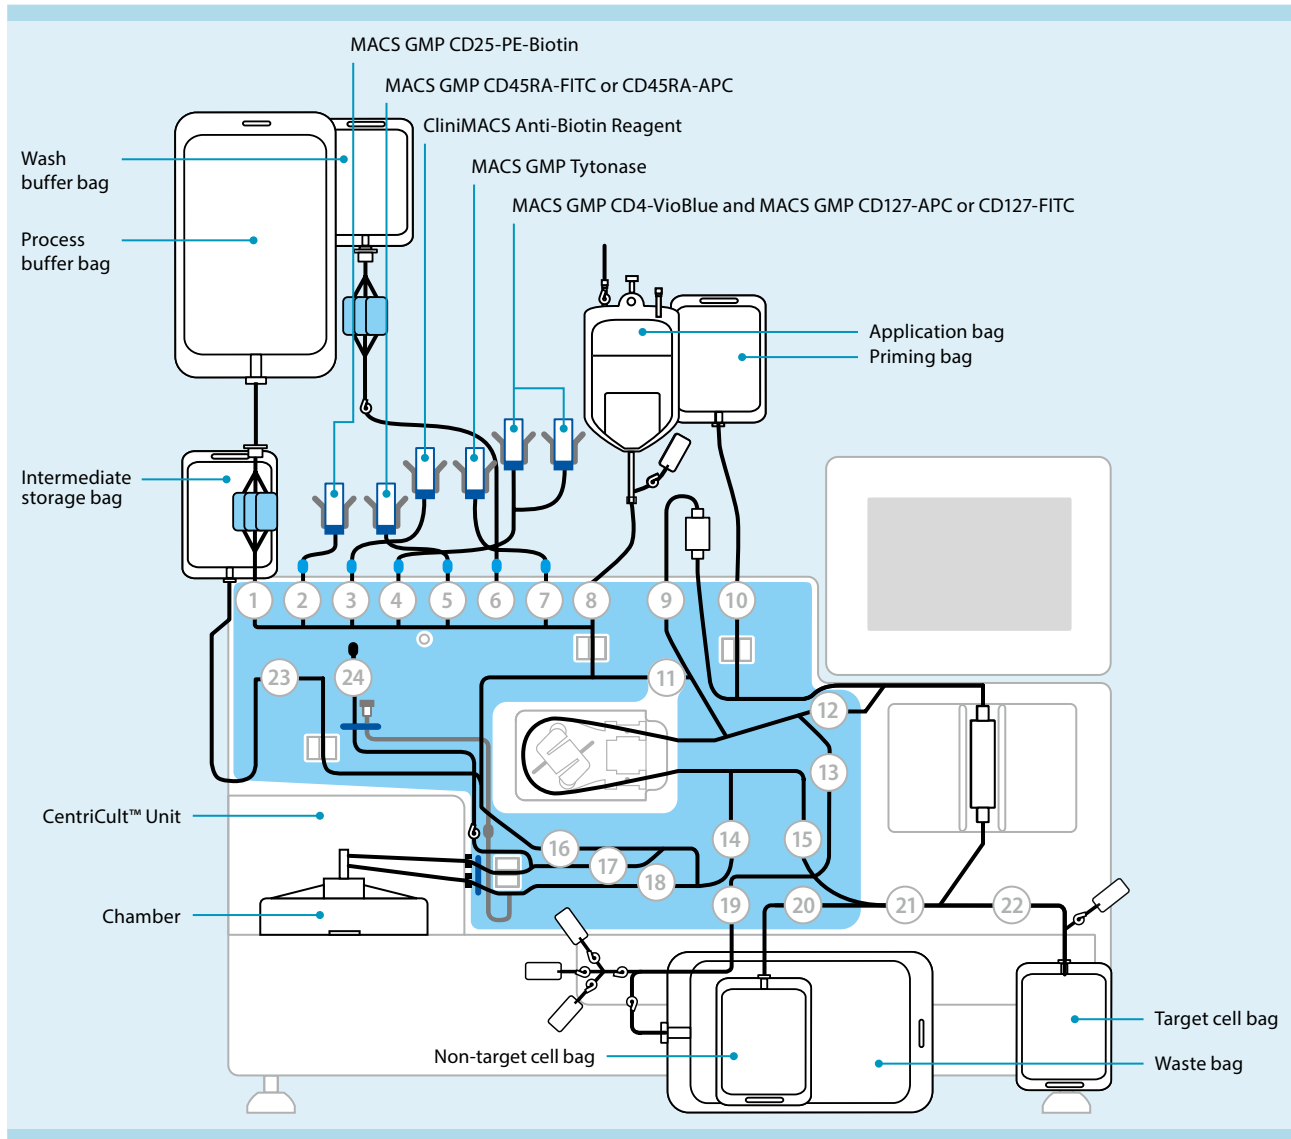 MACS GMP CD25-PE-Biotin
MACS GMP CD45RA-FITC or CD45RA-APC
CliniMACS Anti-Biotin Reagent
MACS GMP Tytonase
MACS GMP CD4-VioBlue and MACS GMP CD127-APC or CD127-FITC
Wash
buffer bag
Process
buffer bag
Application bag
Priming bag
Intermediate
storage bag
1 2 3 4 5 6 7 8 9 10
23 24 11
12
13
CentriCult™ Unit
14 15
16
17
18
Chamber
19 20 21 22
Target cell bag
Non-target cell bag
Waste bag